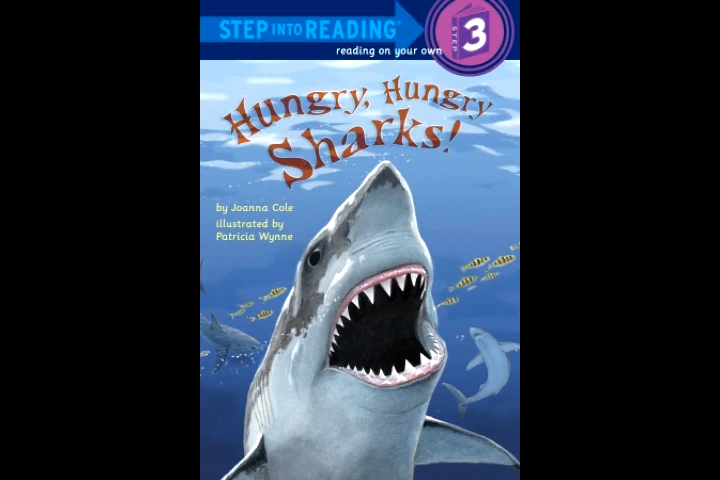 STEP INTO READING®
reading on your own
STEP 3
Hungry, Hungry
Sharks!
by Joanna Cole
illustrated by
Patricia Wynne